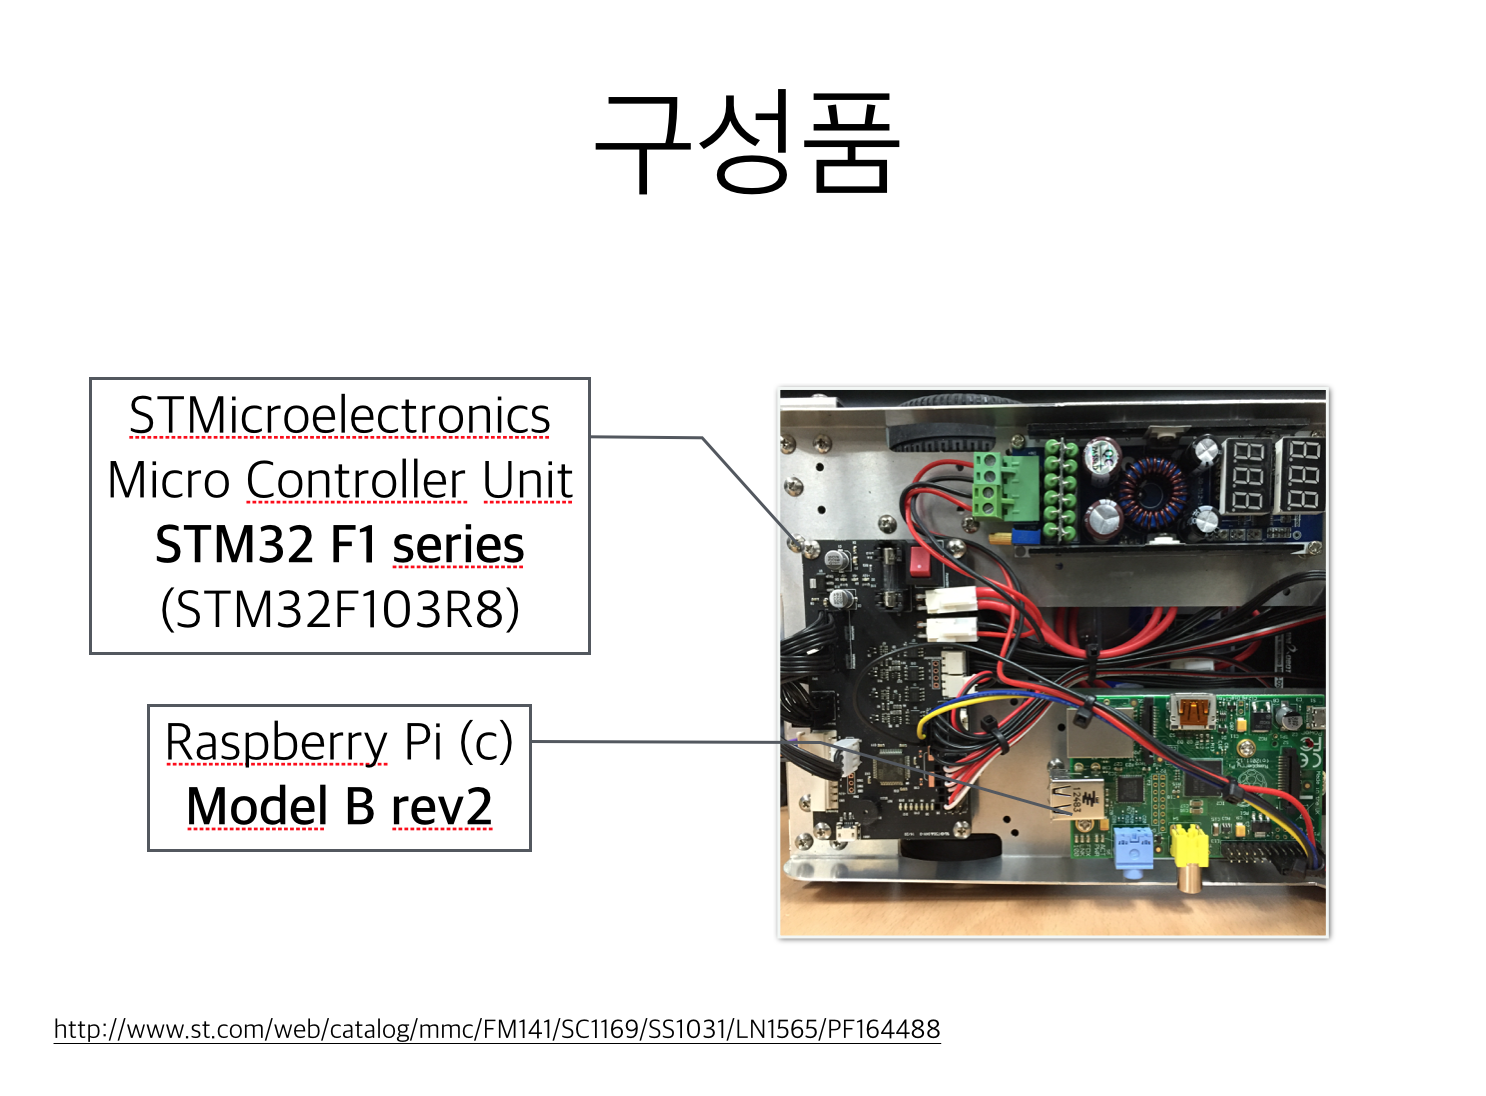 구성품
STMicroelectronics
Micro Controller Unit
STM32 F1 series
(STM32F103R8)
Raspberry Pi (c)
Model B rev2
12483
http://www.st.com/web/catalog/mmc/FM141/SC1169/SS1031/LN1565/PF164488